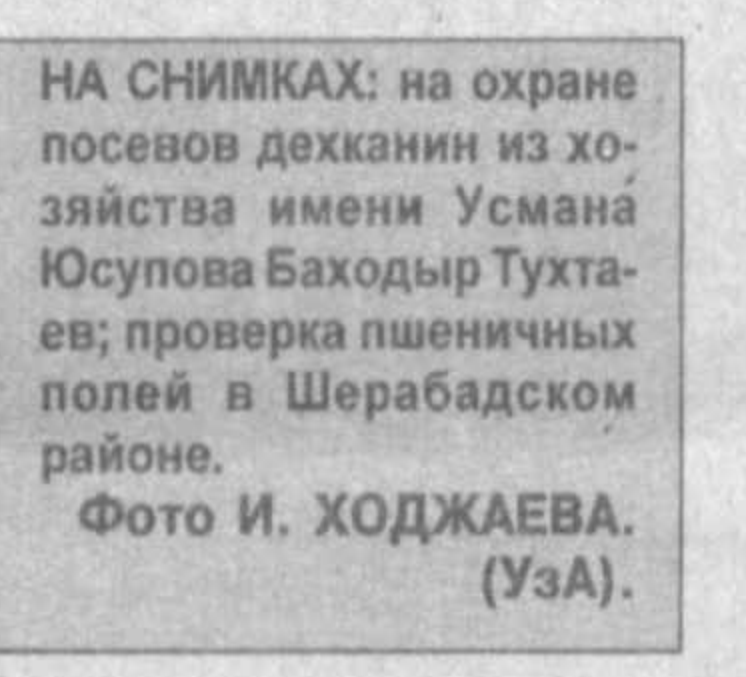 НА СНИМКАХ: на охране
посевов дехканин из хо-
зяйства имени Усмана
Юсупова Баходыр Тухта-
ев; проверка пшеничных
полей в Шерабадском
районе.
Фото И. ХОДЖАЕВА.
(УзА).